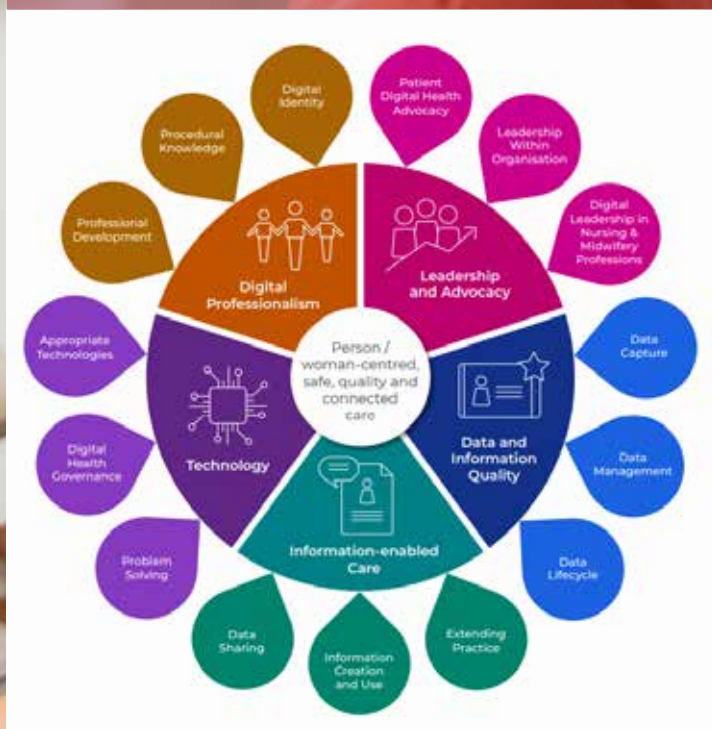 Digital
Identity
Patient
Digital Health
Advocacy
Procedural
Knowledge
Leadership
Within
Organisation
Professional
Development
Digital
Leadership in
Nursing &
Midwifery
Professions
Digital
Professionalism
Leadership
and Advocacy
Appropriate
Technologies
Person /
woman-centred,
safe, quality and
connected
care
Data
Capture
Technology
Data and
Information
Quality
Digital
Health
Governance
Data
Management
Information-enabled
Care
Problem
Solving
Data
Lifecycle
Data
Sharing
Information
Creation
and Use
Extending
Practice